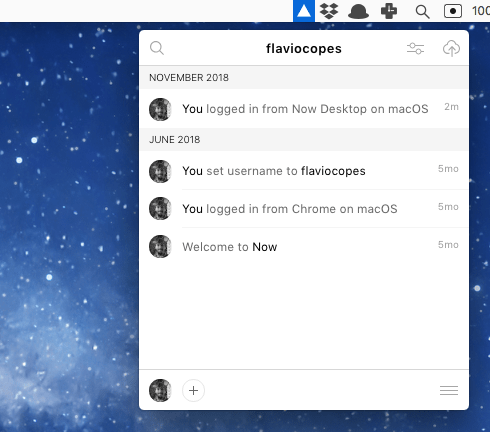 100
flaviocopes
NOVEMBER 2018
You logged in from Now Desktop on macOS 2m
JUNE 2018
You set username to flaviocopes 5mo
You logged in from Chrome on macOS 5mo
Welcome to Now 5mo